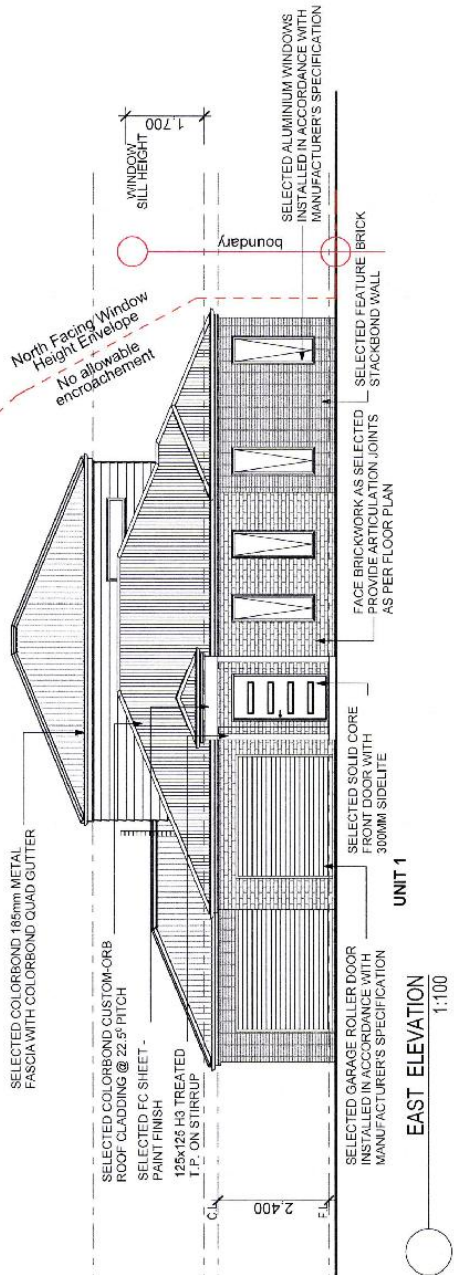 SELECTED COLORBOND 185mm METAL
FASCIA WITH COLORBOND QUAD GUTTER
SELECTED COLORBOND CUSTOM-ORB
ROOF CLADDING @ 22.5° PITCH
SELECTED FC SHEET -
PAINT FINISH
125x125 H3 TREATED
T.P. ON STIRRUP
North Facing Window
Height Envelope
No allowable
encroachement
WINDOW
SILL HEIGHT
1,700
boundary
C.L
2,400
F.L
SELECTED GARAGE ROLLER DOOR
INSTALLED IN ACCORDANCE WITH
MANUFACTURER'S SPECIFICATION
SELECTED SOLID CORE
FRONT DOOR WITH
300MM SIDELITE
FACE BRICKWORK AS SELECTED
PROVIDE ARTICULATION JOINTS
AS PER FLOOR PLAN
SELECTED FEATURE BRICK
STACKBOND WALL
SELECTED ALUMINIUM WINDOWS
INSTALLED IN ACCORDANCE WITH
MANUFACTURER'S SPECIFICATION
UNIT 1
EAST ELEVATION
1:100